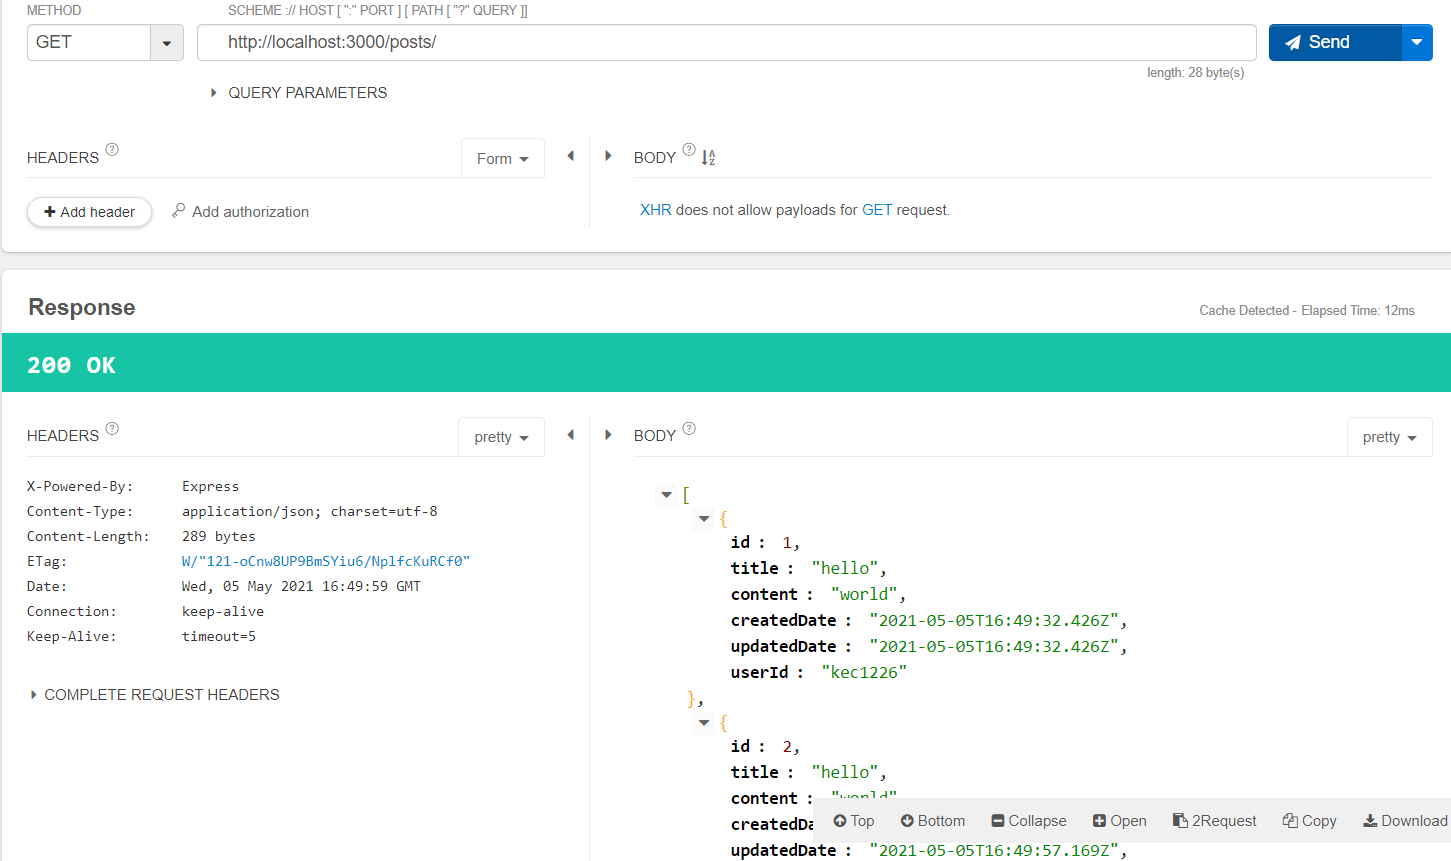 METHOD
SCHEME :// HOST [ ":" PORT ] [ PATH [ "?" QUERY ]]
GET
http://localhost:3000/posts/
Send
length: 28 byte(s)
QUERY PARAMETERS
HEADERS ?
Form
BODY ?
Add header
Add authorization
XHR does not allow payloads for GET request.
Response
Cache Detected - Elapsed Time: 12ms
200 OK
HEADERS ?
pretty
BODY ?
pretty
X-Powered-By: Express
Content-Type: application/json; charset=utf-8
Content-Length: 289 bytes
ETag: W/"121-oCnw8UP9BmSYiu6/NplfcKuRCf0"
Date: Wed, 05 May 2021 16:49:59 GMT
Connection: keep-alive
Keep-Alive: timeout=5
COMPLETE REQUEST HEADERS
[
{
id : 1,
title : "hello",
content : "world",
createdDate : "2021-05-05T16:49:32.426Z",
updatedDate : "2021-05-05T16:49:32.426Z",
userId : "kec1226"
},
{
id : 2,
title : "hello",
content : "world"
createdDa
updatedDate : "2021-05-05T16:49:57.169Z",
Top Bottom Collapse Open 2Request Copy Download